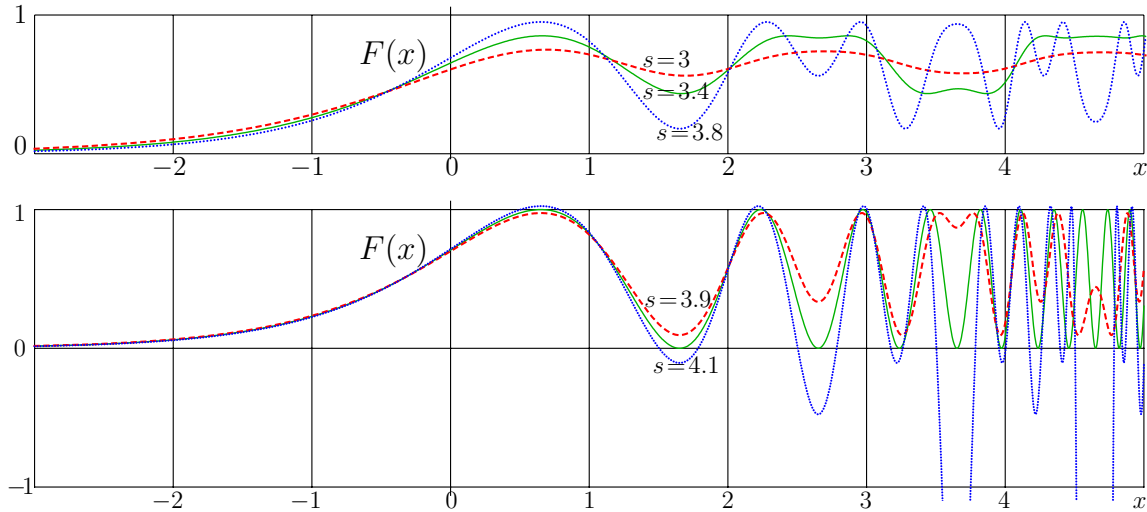 1
F(x)
s=3
s=3.4
s=3.8
0
−2 −1 0 1 2 3 4 x
1
F(x)
s=3.9
0
s=4.1
−1
−2 −1 0 1 2 3 4 x